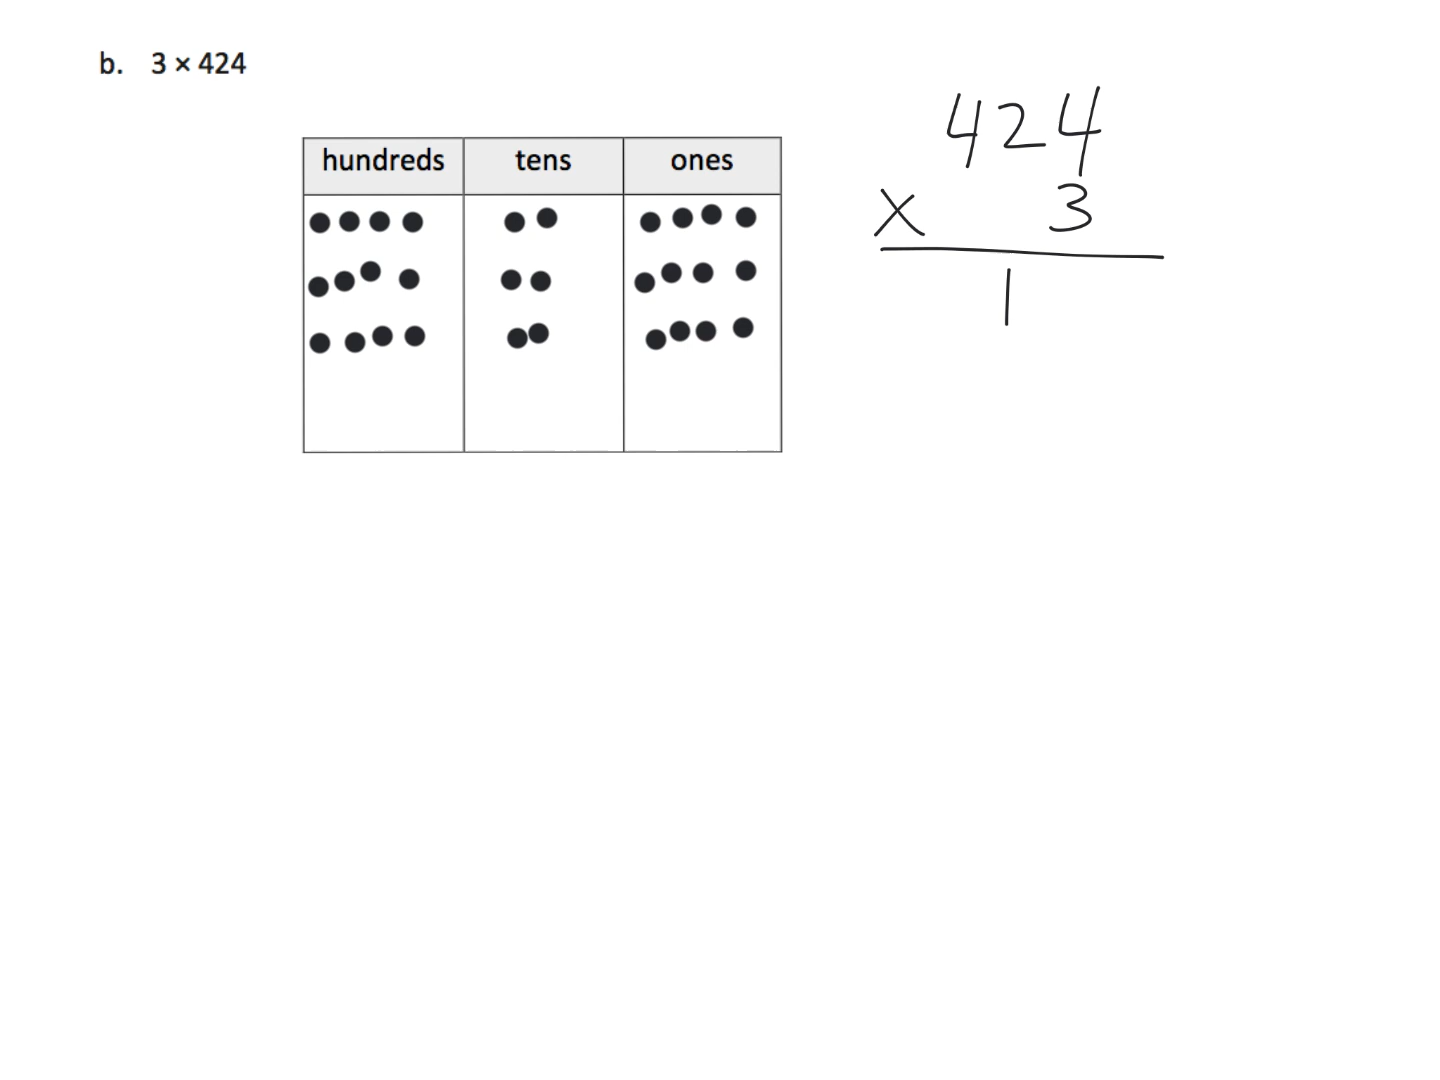 b. 3 × 424
hundreds tens ones
424
x 3
1